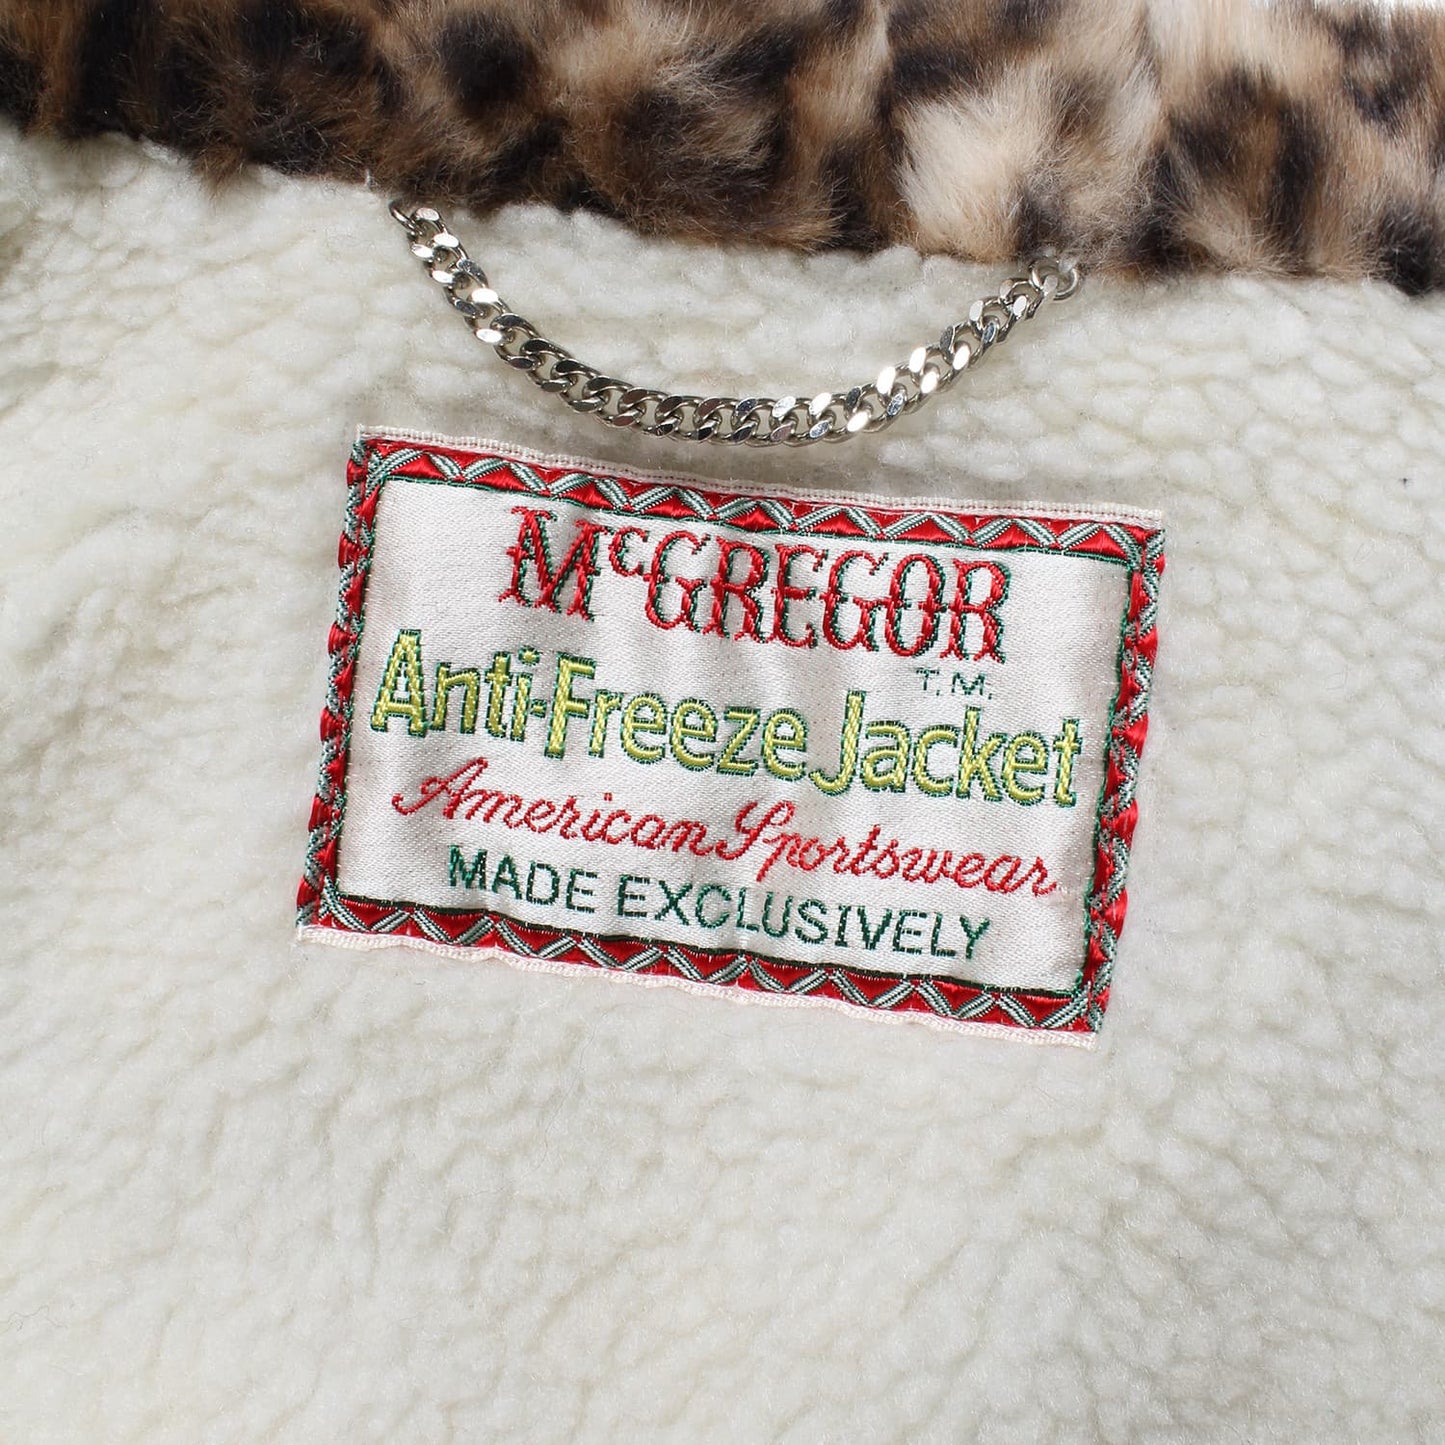 McGREGOR
T.M.
Anti-Freeze Jacket
American Sportswear
MADE EXCLUSIVELY